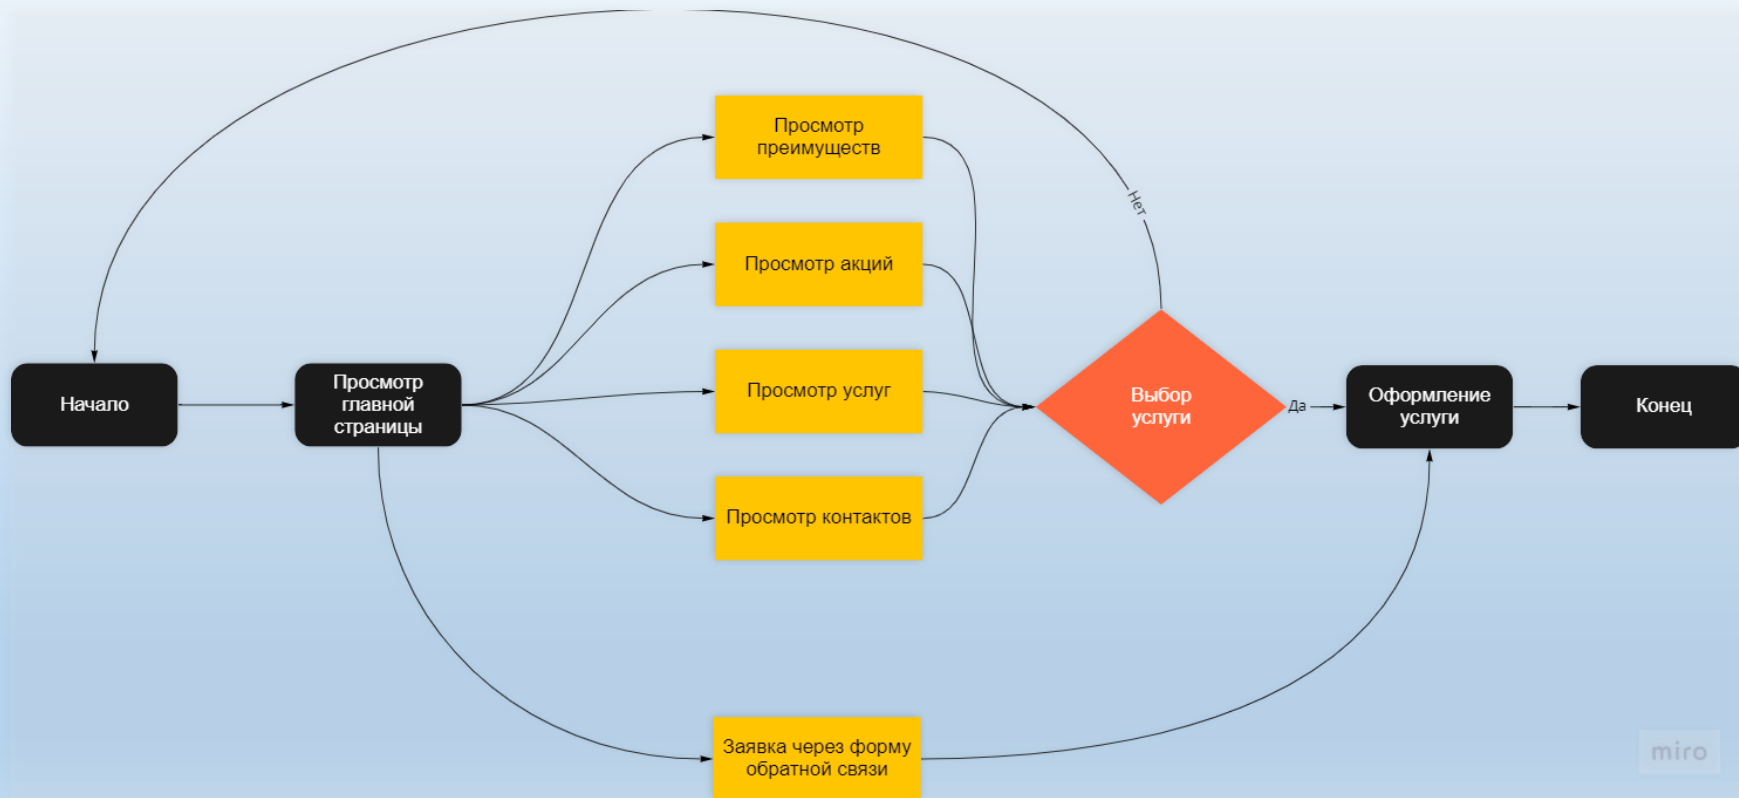 Просмотр
преимуществ
Нет
Просмотр акций
Начало
Просмотр
главной
страницы
Просмотр услуг
Выбор
услуги
Да
Оформление
услуги
Конец
Просмотр контактов
Заявка через форму
обратной связи
miro